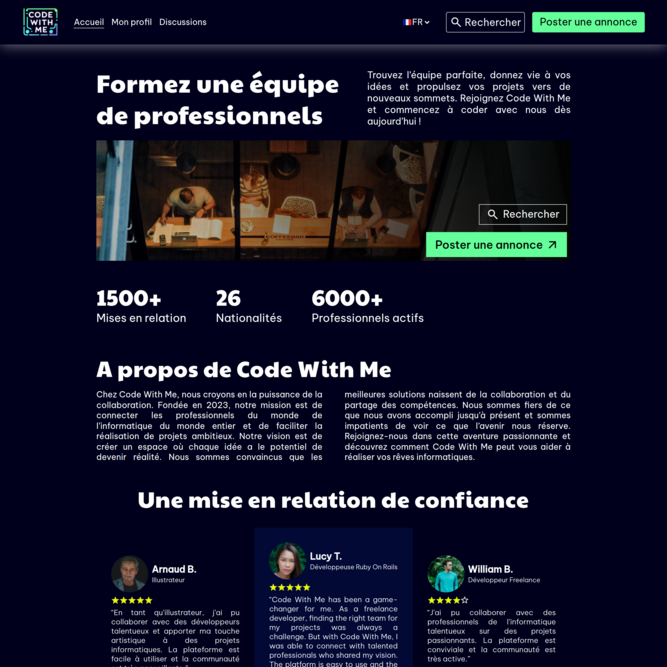 CODE
WITH
ME
Accueil Mon profil Discussions FR Rechercher Poster une annonce
Formez une équipe
de professionnels
Trouvez l'équipe parfaite, donnez vie à vos
idées et propulsez vos projets vers de
nouveaux sommets. Rejoignez Code With Me
et commencez à coder avec nous dès
aujourd'hui !
Rechercher
Poster une annonce
1500+
Mises en relation
26
Nationalités
6000+
Professionnels actifs
A propos de Code With Me
Chez Code With Me, nous croyons en la puissance de la
collaboration. Fondée en 2023, notre mission est de
connecter les professionnels du monde de
l'informatique du monde entier et de faciliter la
réalisation de projets ambitieux. Notre vision est de
créer un espace où chaque idée a le potentiel de
devenir réalité. Nous sommes convaincus que les
meilleures solutions naissent de la collaboration et du
partage des compétences. Nous sommes fiers de ce
que nous avons accompli jusqu'à présent et sommes
impatients de voir ce que l'avenir nous réserve.
Rejoignez-nous dans cette aventure passionnante et
découvrez comment Code With Me peut vous aider à
réaliser vos rêves informatiques.
Une mise en relation de confiance
Arnaud B.
Illustrateur
"En tant qu'illustrateur, j'ai pu
collaborer avec des développeurs
talentueux et apporter ma touche
artistique à des projets
informatiques. La plateforme est
facile à utiliser et la communauté
Lucy T.
Développeuse Ruby On Rails
"Code With Me has been a game-
changer for me. As a freelance
developer, finding the right team for
my projects was always a
challenge. But with Code With Me, I
was able to connect with talented
professionals who shared my vision.
The platform is easy to use and the
William B.
Développeur Freelance
"J'ai pu collaborer avec des
professionnels de l'informatique
talentueux sur des projets
passionnants. La plateforme est
conviviale et la communauté est
très active."